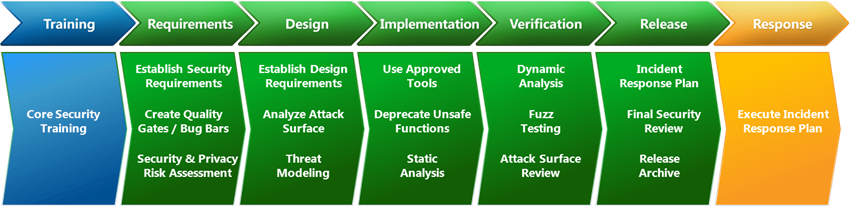 Training
Requirements
Design
Implementation
Verification
Release
Response
Core Security
Training
Establish Security
Requirements
Create Quality
Gates / Bug Bars
Security & Privacy
Risk Assessment
Establish Design
Requirements
Analyze Attack
Surface
Threat
Modeling
Use Approved
Tools
Deprecate Unsafe
Functions
Static
Analysis
Dynamic
Analysis
Fuzz
Testing
Attack Surface
Review
Incident
Response Plan
Final Security
Review
Release
Archive
Execute Incident
Response Plan